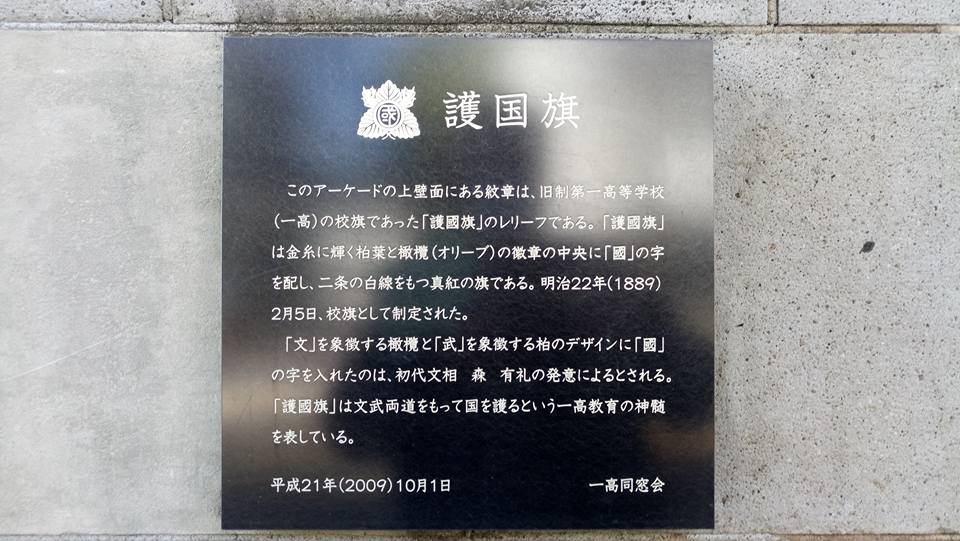 國
護国旗
このアーケードの上壁面にある紋章は、旧制第一高等学校
(一高)の校旗であった「護國旗」のレリーフである。「護國旗」
は金糸に輝く柏葉と橄欖(オリーブ)の徽章の中央に「國」の字
を配し、二条の白線をもつ真紅の旗である。明治22年(1889)
2月5日、校旗として制定された。
「文」を象徴する橄欖と「武」を象徴する柏のデザインに「國」
の字を入れたのは、初代文相 森 有礼の発意によるとされる。
「護國旗」は文武両道をもって国を護るという一高教育の神髄
を表している。
平成21年(2009)10月1日 一高同窓会